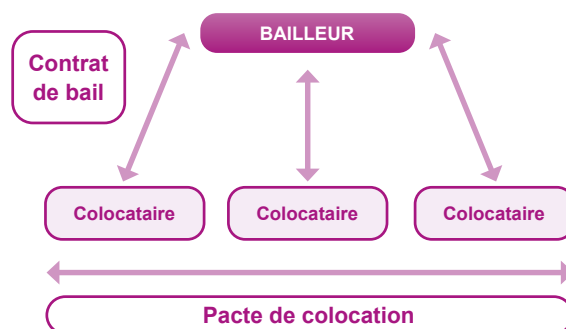 BAILLEUR
Contrat
de bail
Colocataire
Colocataire
Colocataire
Pacte de colocation